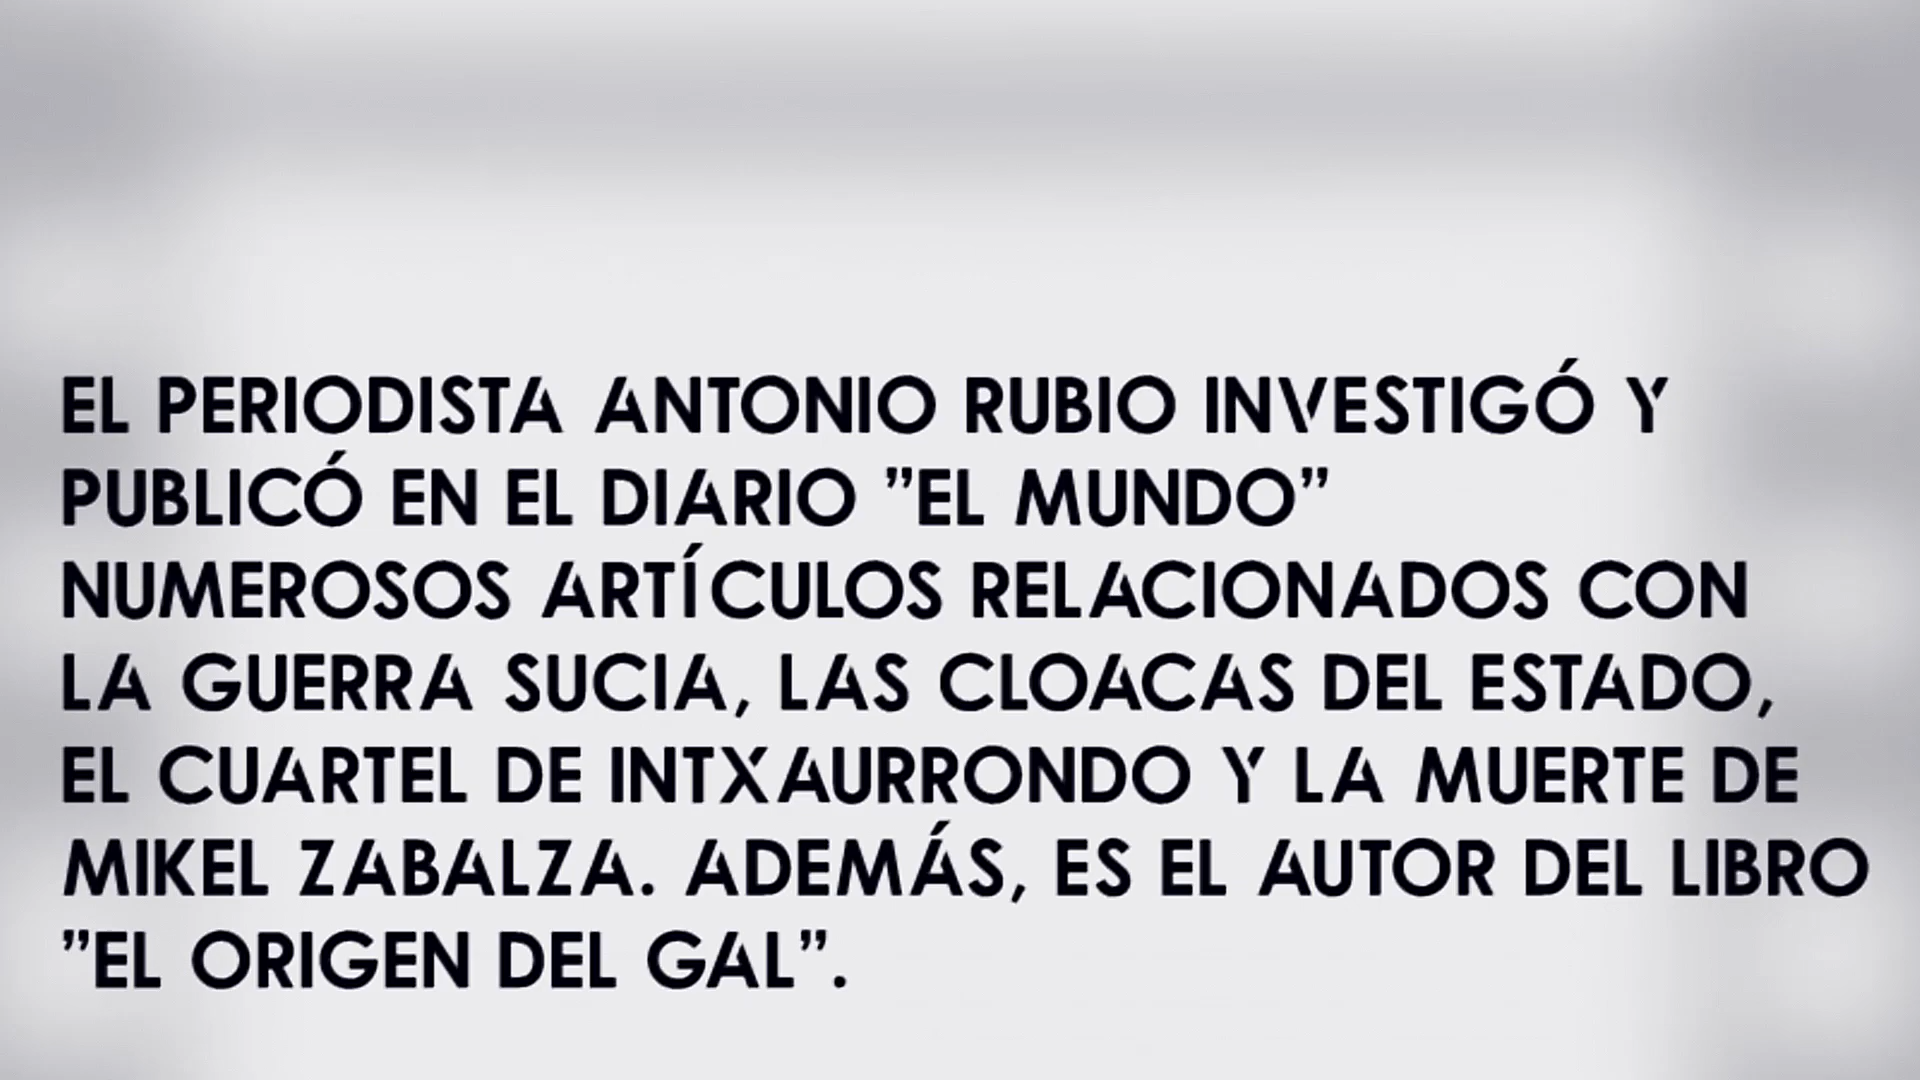 EL PERIODISTA ANTONIO RUBIO INVESTIGÓ Y
PUBLICÓ EN EL DIARIO ”EL MUNDO”
NUMEROSOS ARTÍCULOS RELACIONADOS CON
LA GUERRA SUCIA, LAS CLOACAS DEL ESTADO,
EL CUARTEL DE INTXAURRONDO Y LA MUERTE DE
MIKEL ZABALZA. ADEMÁS, ES EL AUTOR DEL LIBRO
”EL ORIGEN DEL GAL”.